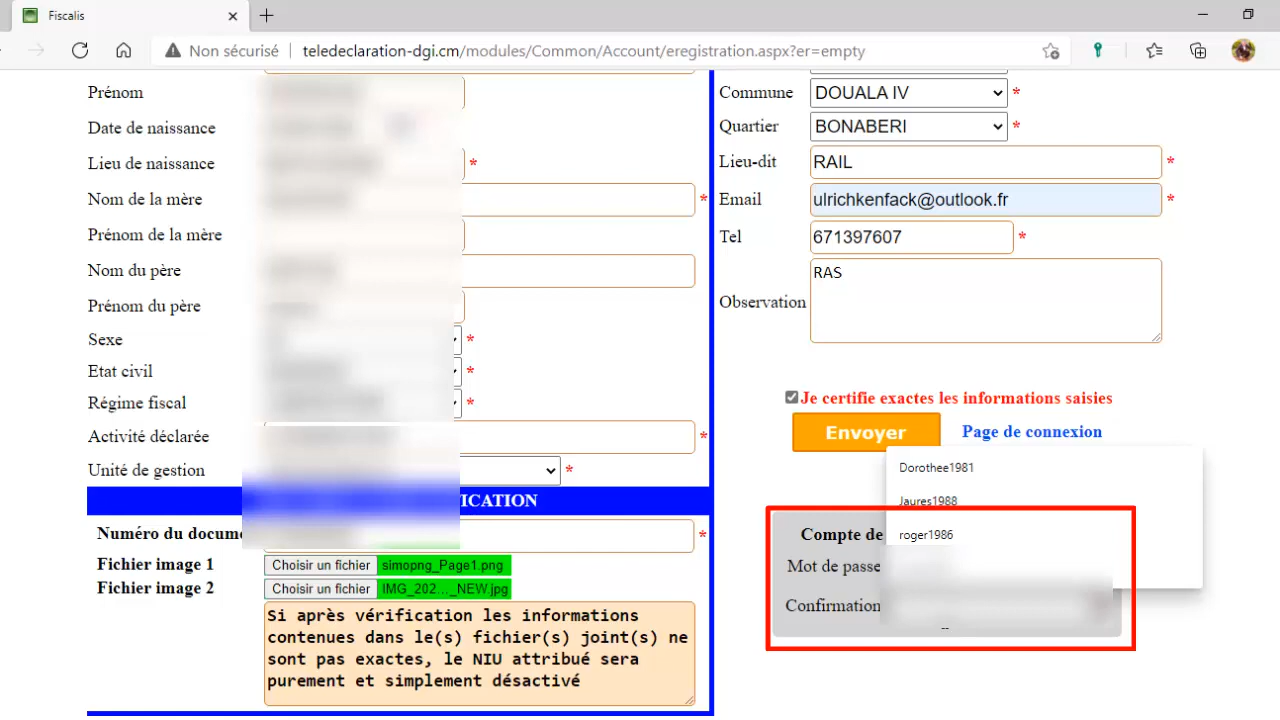 Fiscalis
Non sécurisé
teledeclaration-dgi.cm/modules/Common/Account/eregistration.aspx?er=empty
Prénom
Date de naissance
Lieu de naissance *
Nom de la mère *
Prénom de la mère
Nom du père
Prénom du père
Sexe *
Etat civil *
Régime fiscal *
Activité déclarée *
Unité de gestion *
ICATION
Numéro du docume *
Fichier image 1 Choisir un fichier simopng_Page1.png
Fichier image 2 Choisir un fichier IMG_202..._NEW.jpg
Si après vérification les informations
contenues dans le(s) fichier(s) joint(s) ne
sont pas exactes, le NIU attribué sera
purement et simplement désactivé
Commune DOUALA IV *
Quartier BONABERI *
Lieu-dit RAIL *
Email ulrichkenfack@outlook.fr *
Tel 671397607 *
Observation RAS
Je certifie exactes les informations saisies
Envoyer Page de connexion
Dorothee1981
Jaures1988
roger1986
Compte de
Mot de passe
Confirmation